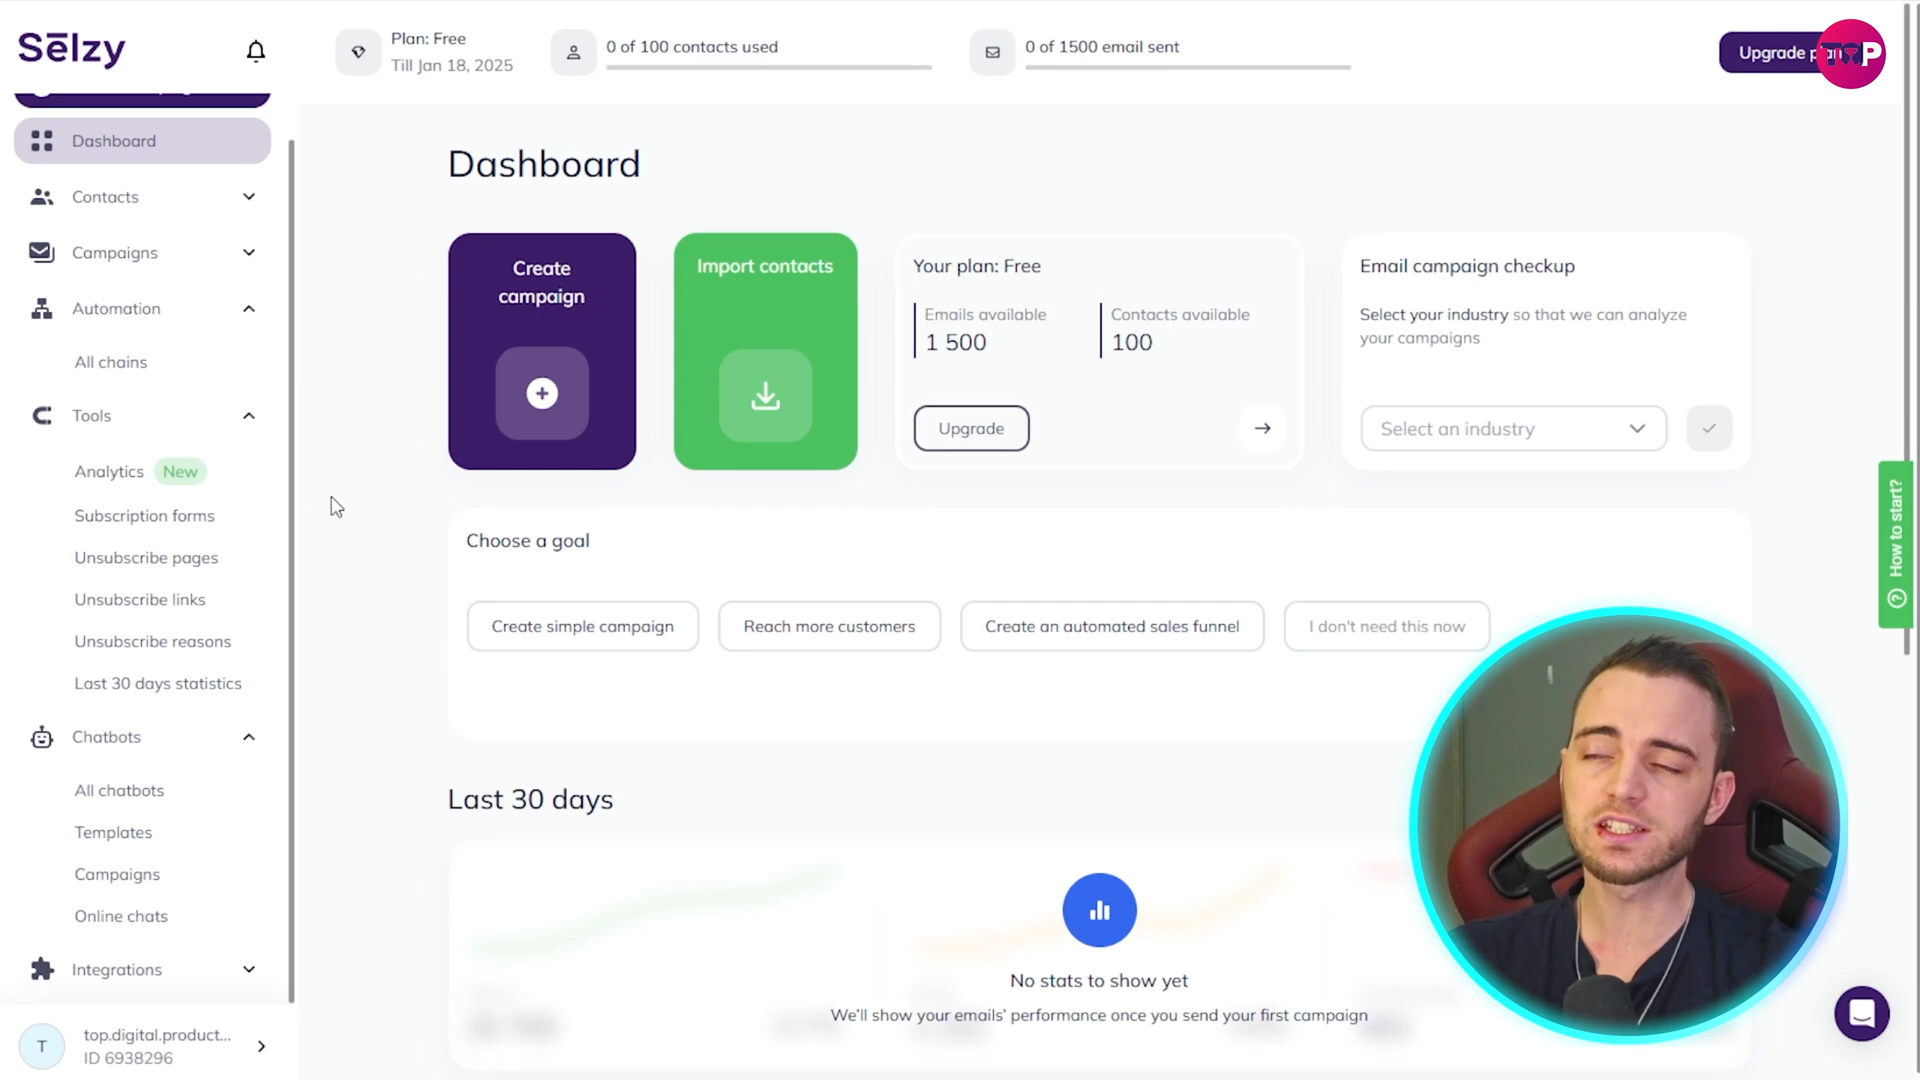 Sēlzy
Plan: Free
Till Jan 18, 2025
0 of 100 contacts used
0 of 1500 email sent
Upgrade
TOP
Dashboard
Contacts
Campaigns
Automation
All chains
Tools
Analytics New
Subscription forms
Unsubscribe pages
Unsubscribe links
Unsubscribe reasons
Last 30 days statistics
Chatbots
All chatbots
Templates
Campaigns
Online chats
Integrations
T
top.digital.product...
ID 6938296
Dashboard
Create
campaign
Import contacts
Your plan: Free
Emails available
1 500
Contacts available
100
Upgrade
Email campaign checkup
Select your industry so that we can analyze
your campaigns
Select an industry
How to start?
Choose a goal
Create simple campaign
Reach more customers
Create an automated sales funnel
I don't need this now
Last 30 days
No stats to show yet
We'll show your emails' performance once you send your first campaign